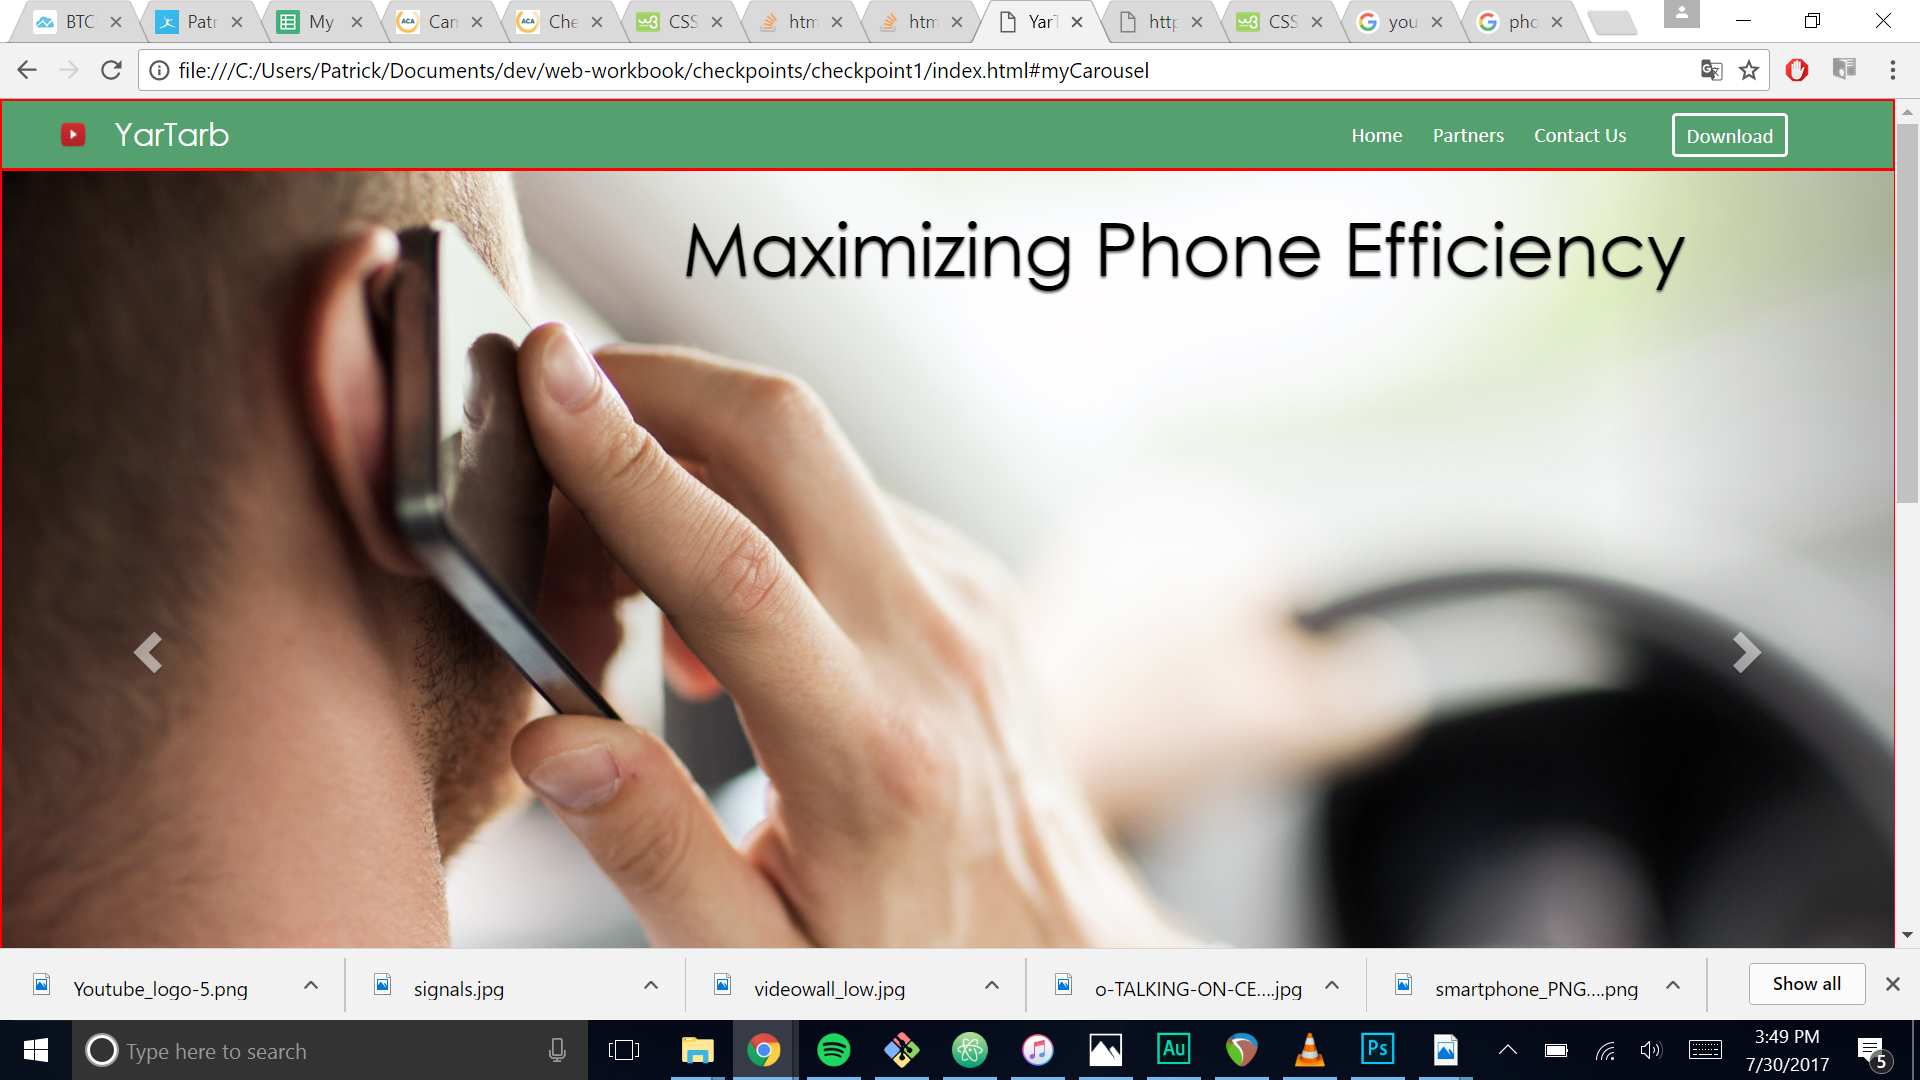 BTC
Patr
My
Can
Che
CSS
htm
htm
YarT
http
CSS
you
pho
file:///C:/Users/Patrick/Documents/dev/web-workbook/checkpoints/checkpoint1/index.html#myCarousel
YarTarb
Home
Partners
Contact Us
Download
Maximizing Phone Efficiency
Youtube_logo-5.png
signals.jpg
videowall_low.jpg
o-TALKING-ON-CE....jpg
smartphone_PNG....png
Show all
Type here to search
Au
Ps
3:49 PM
7/30/2017
5